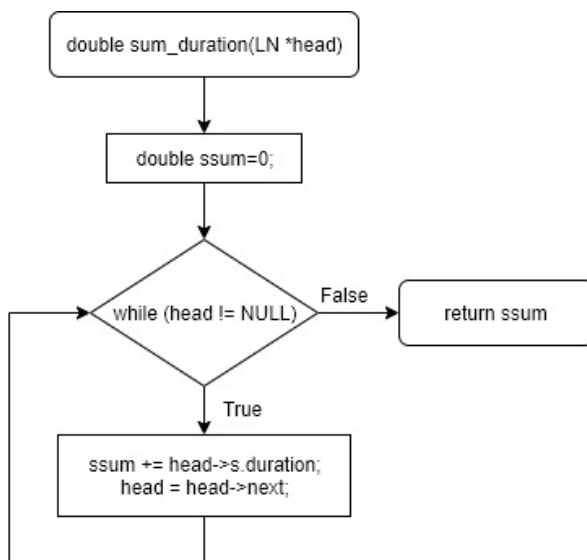 double sum_duration(LN *head)
double ssum=0;
while (head != NULL)
False
return ssum
True
ssum += head->s.duration;
head = head->next;